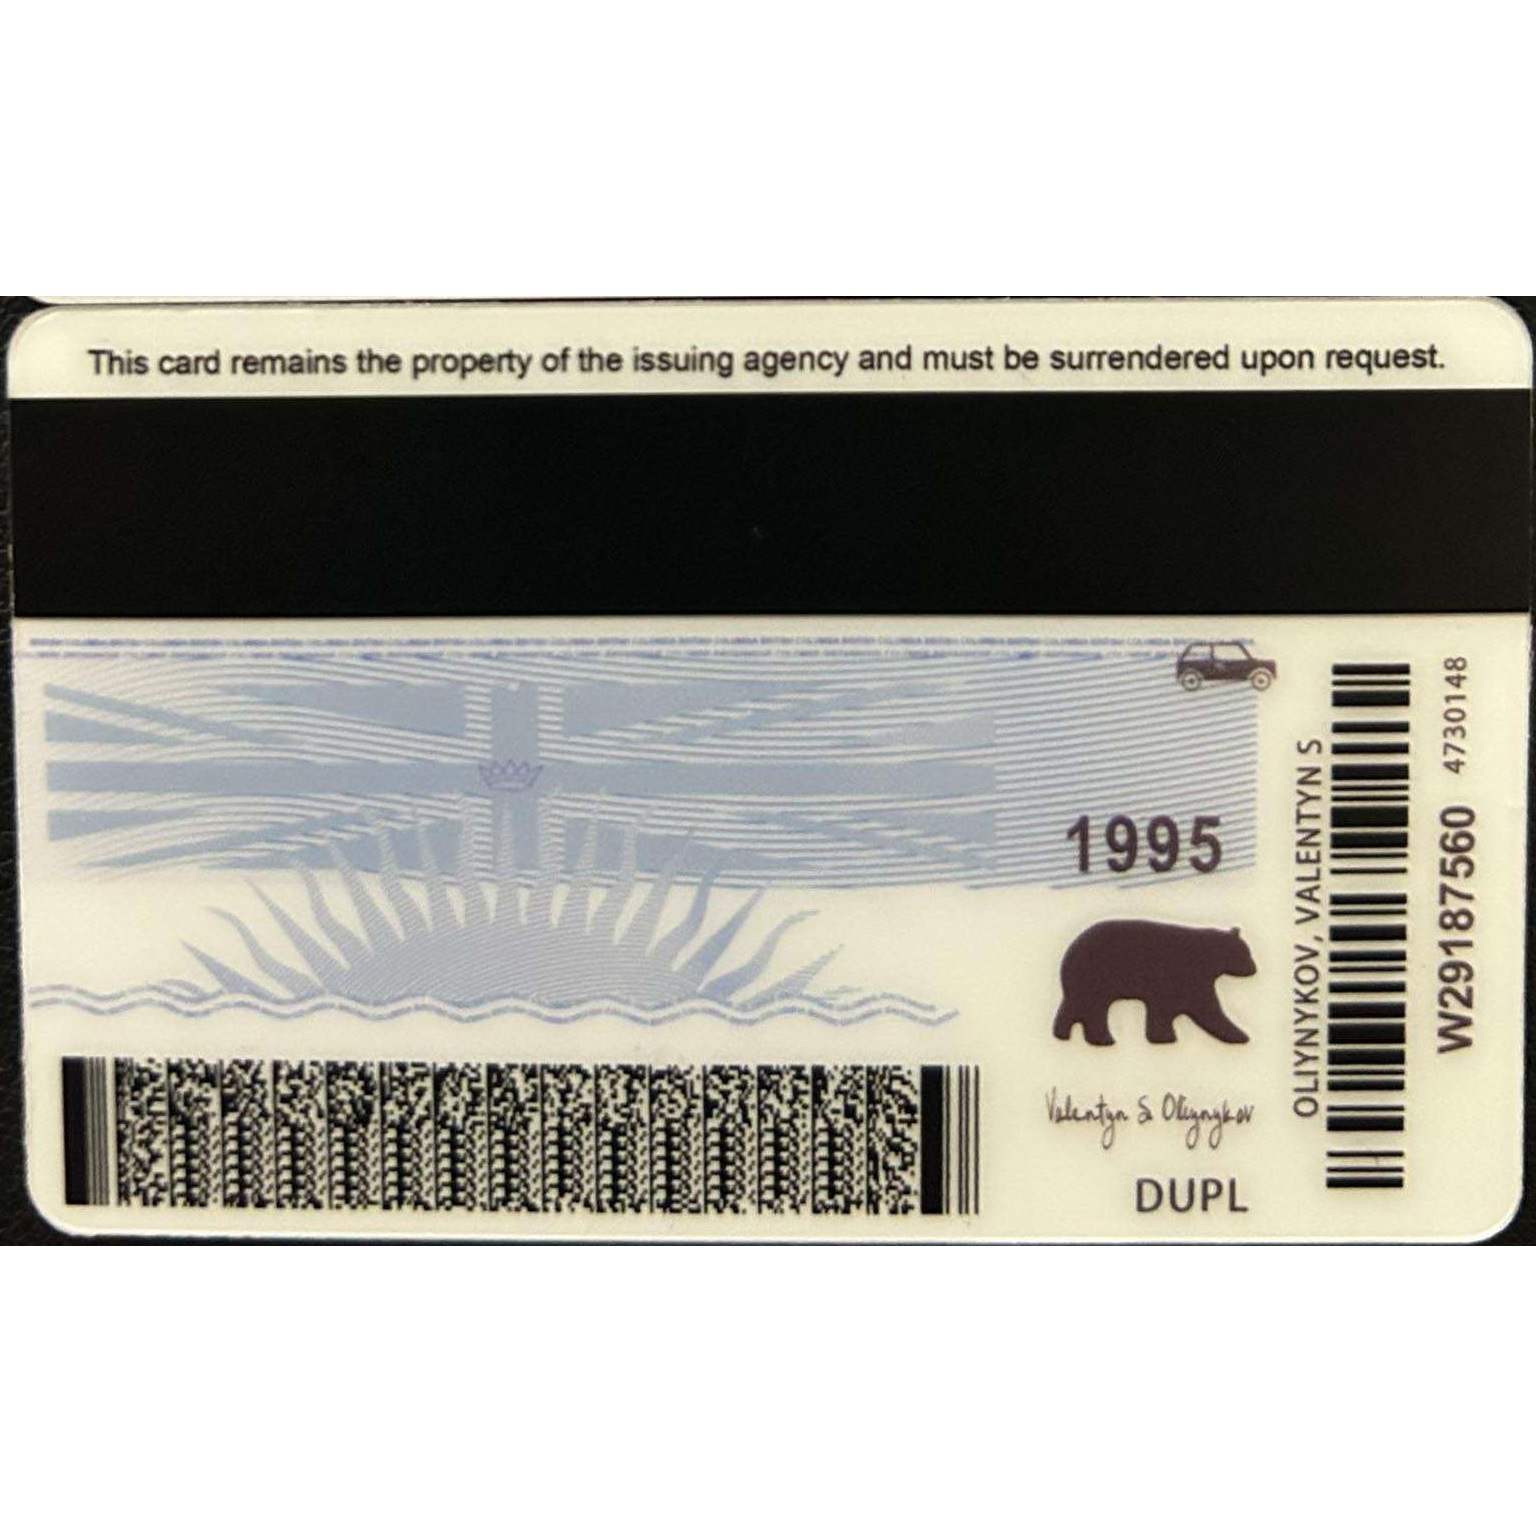 This card remains the property of the issuing agency and must be surrendered upon request.
1995
Valentyn S Oliynykov
DUPL
OLIYNYKOV, VALENTYN S
W29187560 4730148